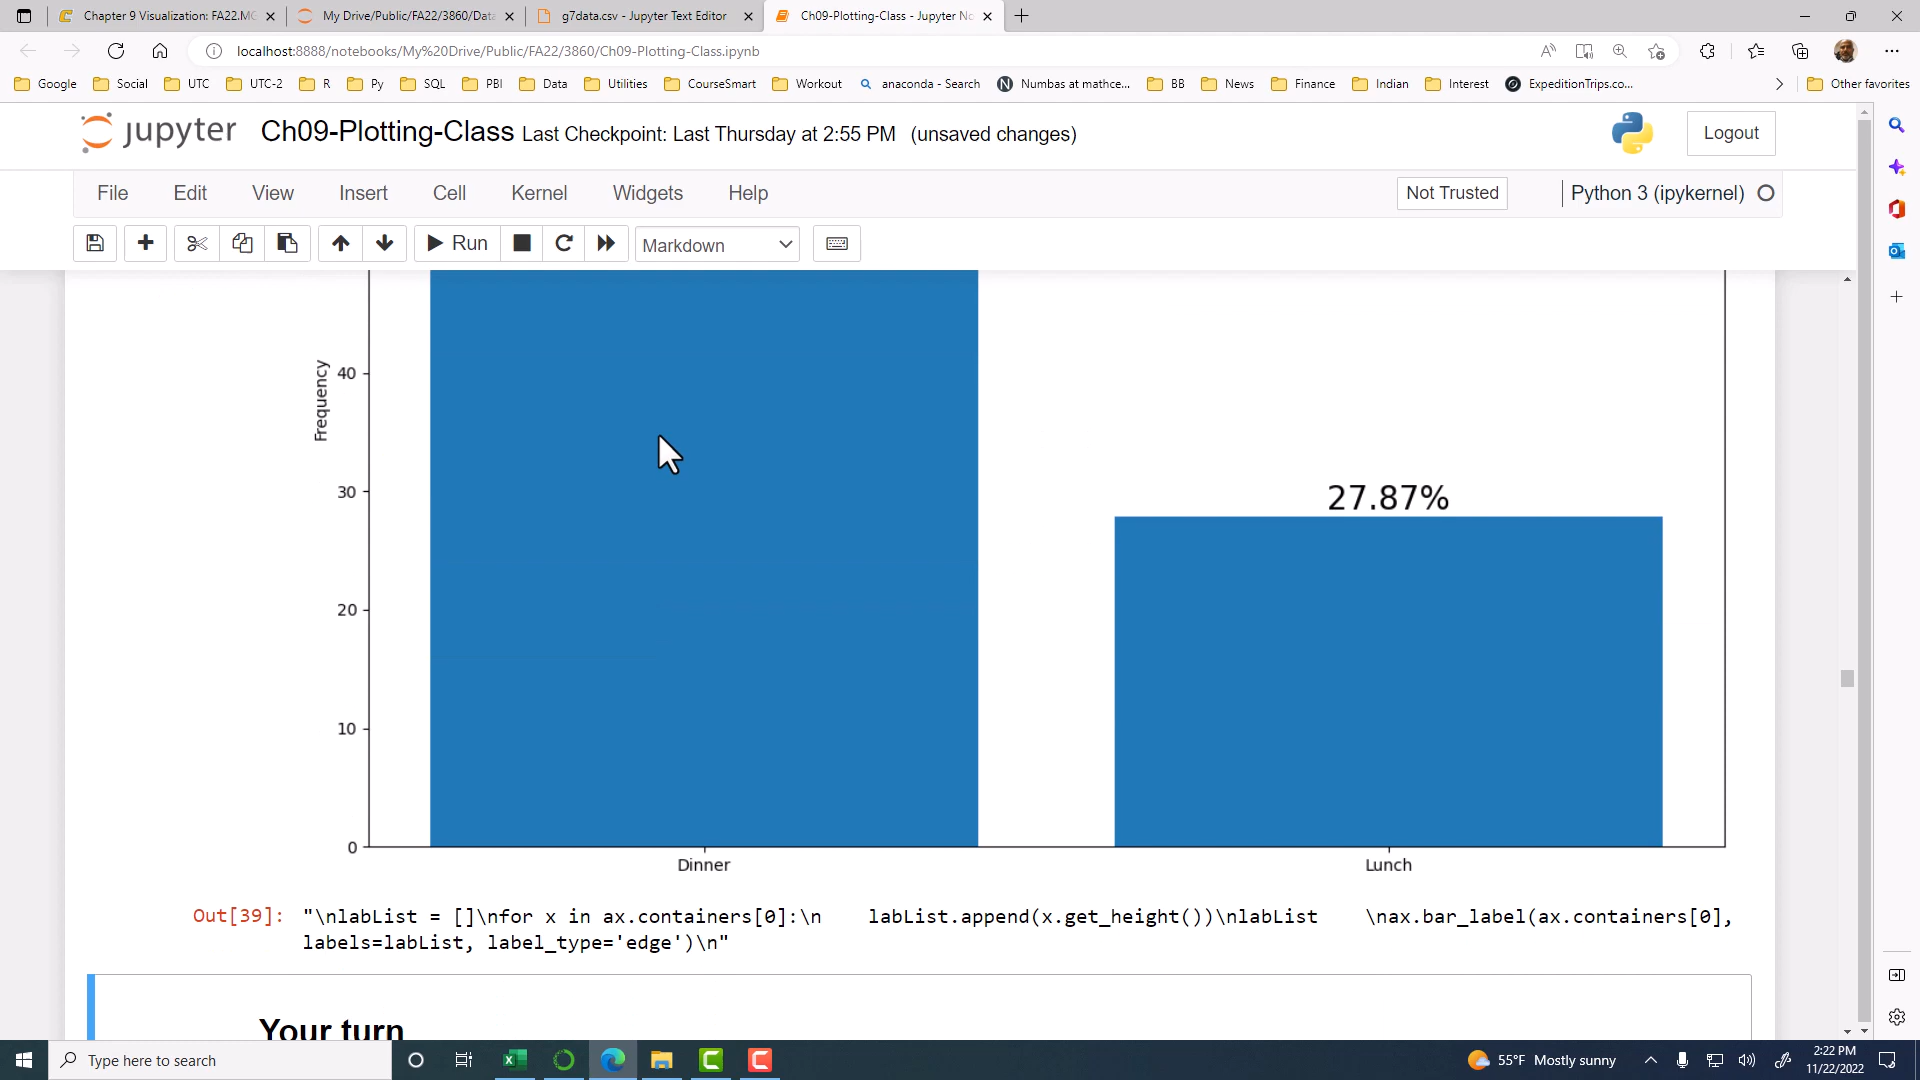 Chapter 9 Visualization: FA22.MG
My Drive/Public/FA22/3860/Data
g7data.csv - Jupyter Text Editor
Ch09-Plotting-Class - Jupyter No
localhost:8888/notebooks/My%20Drive/Public/FA22/3860/Ch09-Plotting-Class.ipynb
Google Social UTC UTC-2 R Py SQL PBI Data Utilities CourseSmart Workout anaconda - Search Numbas at mathce... BB News Finance Indian Interest ExpeditionTrips.co... Other favorites
jupyter Ch09-Plotting-Class Last Checkpoint: Last Thursday at 2:55 PM (unsaved changes) Logout
File Edit View Insert Cell Kernel Widgets Help Not Trusted Python 3 (ipykernel)
Run Markdown
Frequency
40
30
20
10
0
27.87%
Dinner Lunch
Out[39]: "\nlabList = []\nfor x in ax.containers[0]:\n    labList.append(x.get_height())\nlabList    \nax.bar_label(ax.containers[0],
labels=labList, label_type='edge')\n"
Your turn
Type here to search
55°F Mostly sunny
2:22 PM
11/22/2022